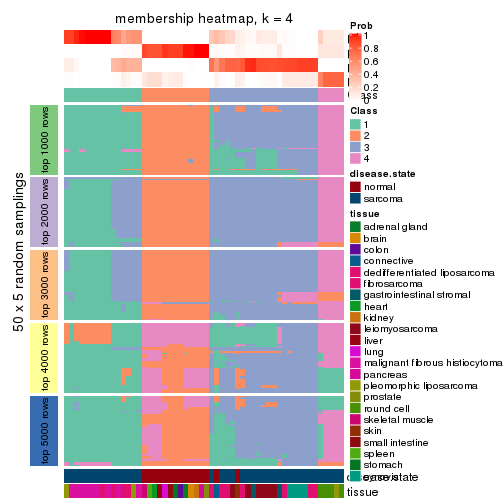 membership heatmap, k = 4
50 x 5 random samplings
top 1000 rows
top 2000 rows
top 3000 rows
top 4000 rows
top 5000 rows
Prob
1
0.8
0.6
0.4
0.2
0
Class
1
2
3
4
disease.state
normal
sarcoma
tissue
adrenal gland
brain
colon
connective
dedifferentiated liposarcoma
fibrosarcoma
gastrointestinal stromal
heart
kidney
leiomyosarcoma
liver
lung
malignant fibrous histiocytoma
pancreas
pleomorphic liposarcoma
prostate
round cell
skeletal muscle
skin
small intestine
spleen
stomach
tissue